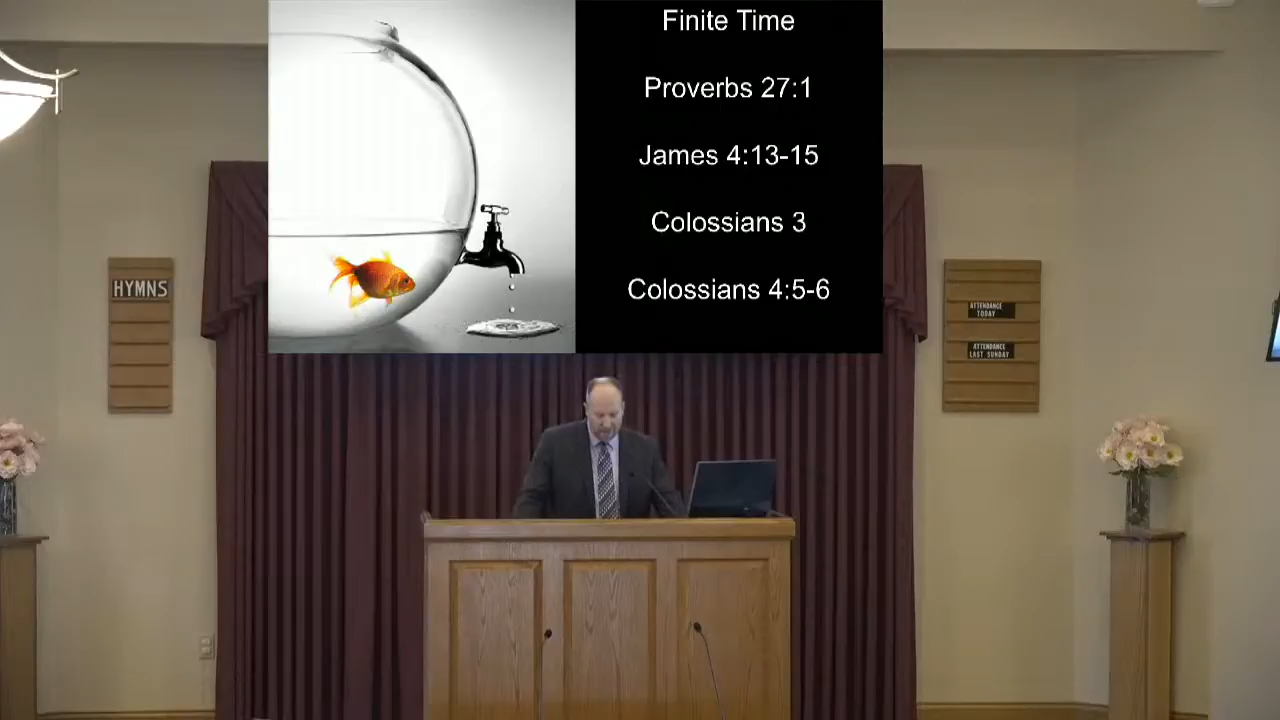 Finite Time
Proverbs 27:1
James 4:13-15
Colossians 3
Colossians 4:5-6
HYMNS
ATTENDANCE
TODAY
ATTENDANCE
LAST SUNDAY